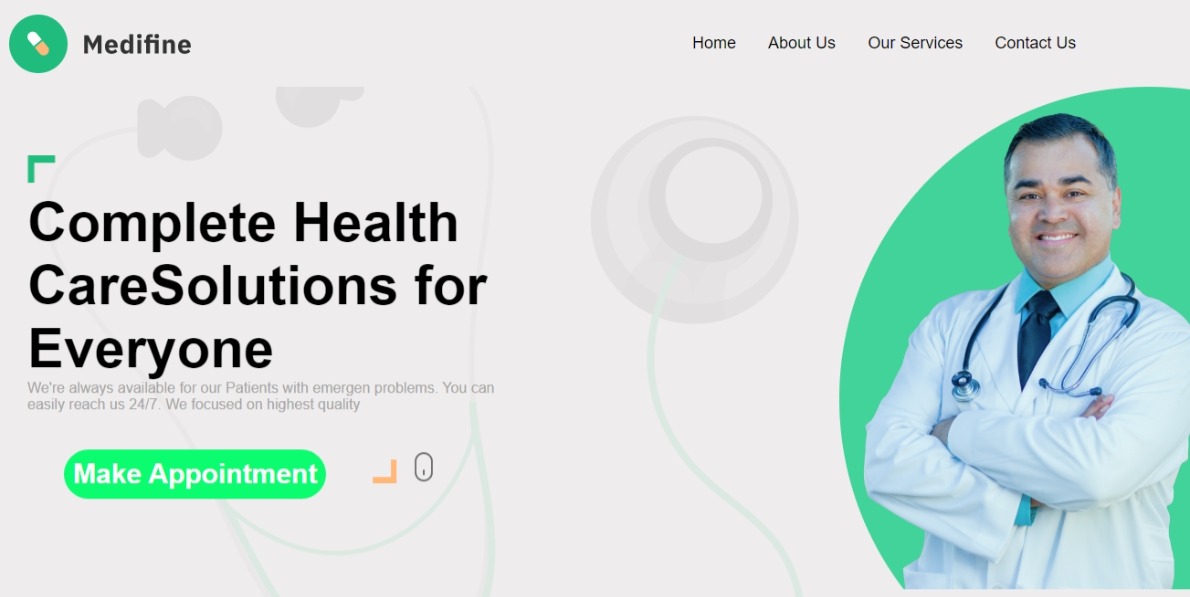 Medifine
Home About Us Our Services Contact Us
Complete Health
CareSolutions for
Everyone
We're always available for our Patients with emergen problems. You can
easily reach us 24/7. We focused on highest quality
Make Appointment